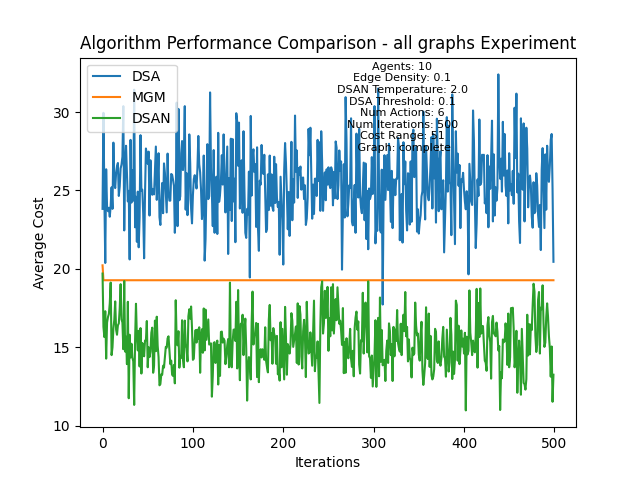 Algorithm Performance Comparison - all graphs Experiment
DSA
MGM
DSAN
Agents: 10
Edge Density: 0.1
DSAN Temperature: 2.0
DSA Threshold: 0.1
Num Actions: 6
Num Iterations: 500
Cost Range: 51
Graph: complete
Average Cost
30
25
20
15
10
0
100
200
300
400
500
Iterations